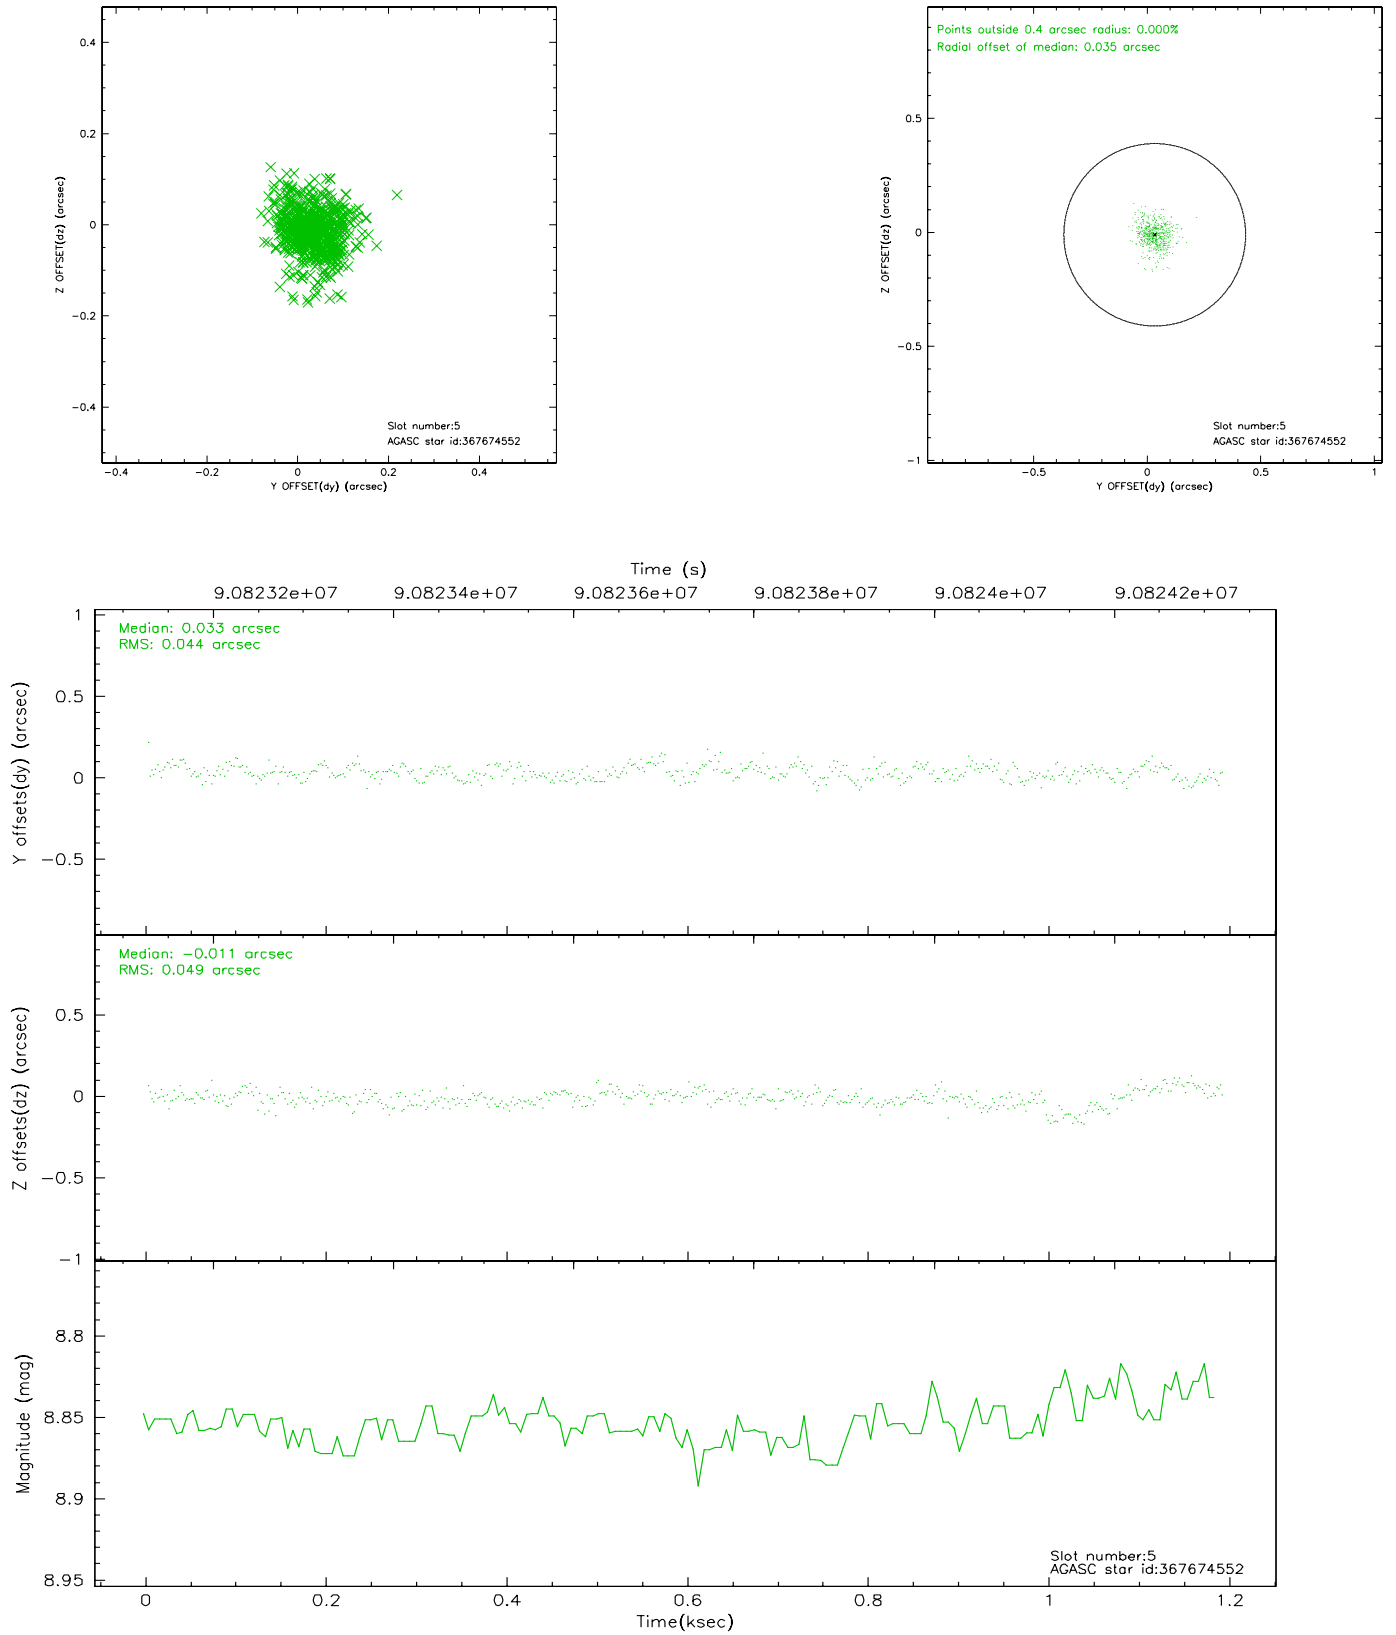 0.4
0.2
0
−0.2
−0.4
Z OFFSET(dz) (arcsec)
Slot number:5
AGASC star id:367674552
−0.4 −0.2 0 0.2 0.4
Y OFFSET(dy) (arcsec)
Points outside 0.4 arcsec radius: 0.000%
Radial offset of median: 0.035 arcsec
0.5
0
−0.5
−1
Z OFFSET(dz) (arcsec)
Slot number:5
AGASC star id:367674552
−0.5 0 0.5 1
Y OFFSET(dy) (arcsec)
Time (s)
9.08232e+07 9.08234e+07 9.08236e+07 9.08238e+07 9.0824e+07 9.08242e+07
Median: 0.033 arcsec
RMS: 0.044 arcsec
1
0.5
0
−0.5
Y offsets(dy) (arcsec)
Median: −0.011 arcsec
RMS: 0.049 arcsec
0.5
0
−0.5
−1
Z offsets(dz) (arcsec)
8.8
8.85
8.9
8.95
Magnitude (mag)
Slot number:5
AGASC star id:367674552
0 0.2 0.4 0.6 0.8 1 1.2
Time(ksec)